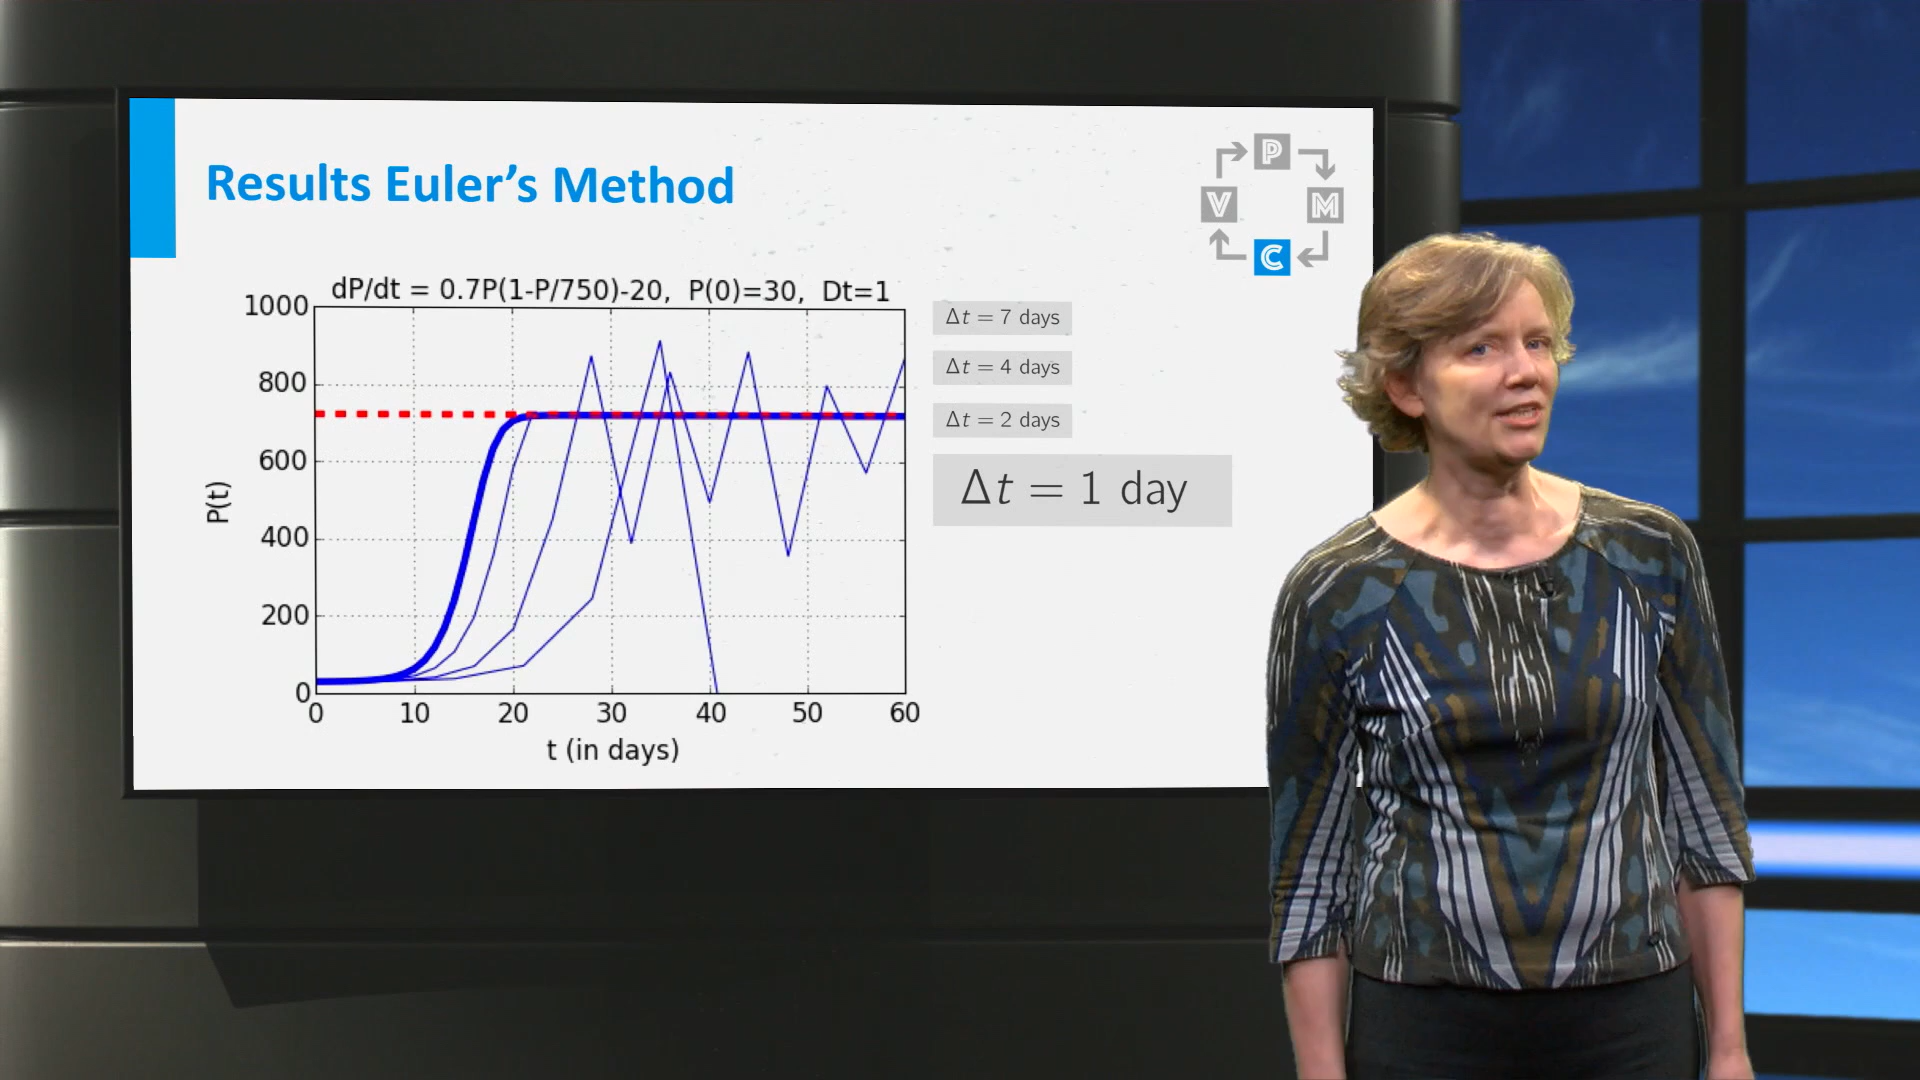 Results Euler's Method
P
V
M
C
dP/dt = 0.7P(1-P/750)-20, P(0)=30, Dt=1
1000
800
600
400
200
0
P(t)
0 10 20 30 40 50 60
t (in days)
Δt = 7 days
Δt = 4 days
Δt = 2 days
Δt = 1 day